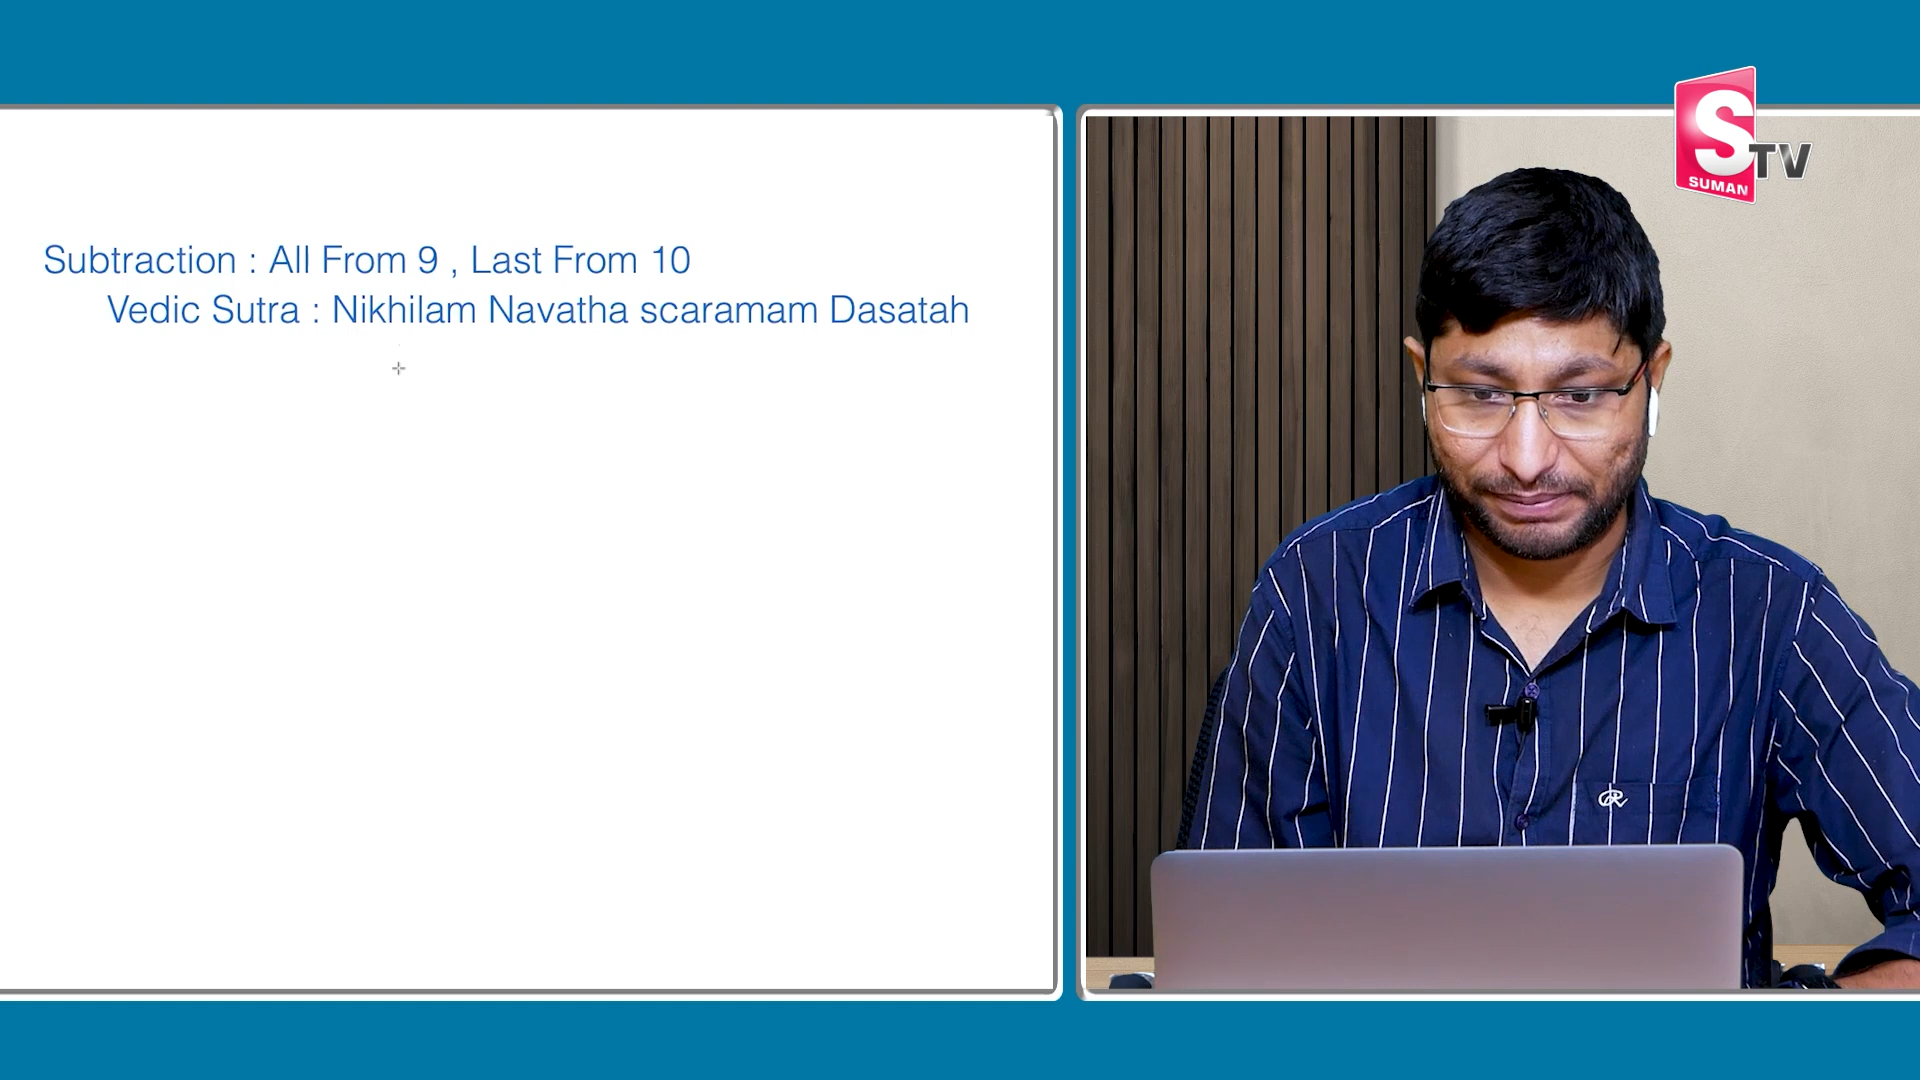 Subtraction : All From 9 , Last From 10
Vedic Sutra : Nikhilam Navatha scaramam Dasatah
S TV
SUMAN